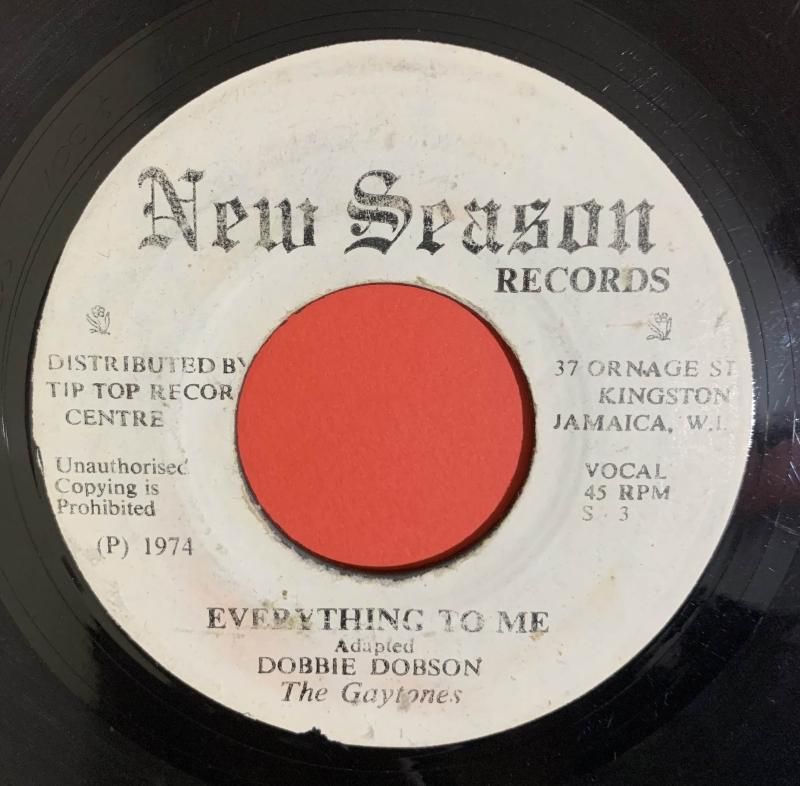 New Season
RECORDS
DISTRIBUTED BY
TIP TOP RECOR
CENTRE
37 ORNAGE ST
KINGSTON
JAMAICA, W.I.
Unauthorised
Copying is
Prohibited
VOCAL
45 RPM
S - 3
(P) 1974
EVERYTHING TO ME
Adapted
DOBBIE DOBSON
The Gaytones